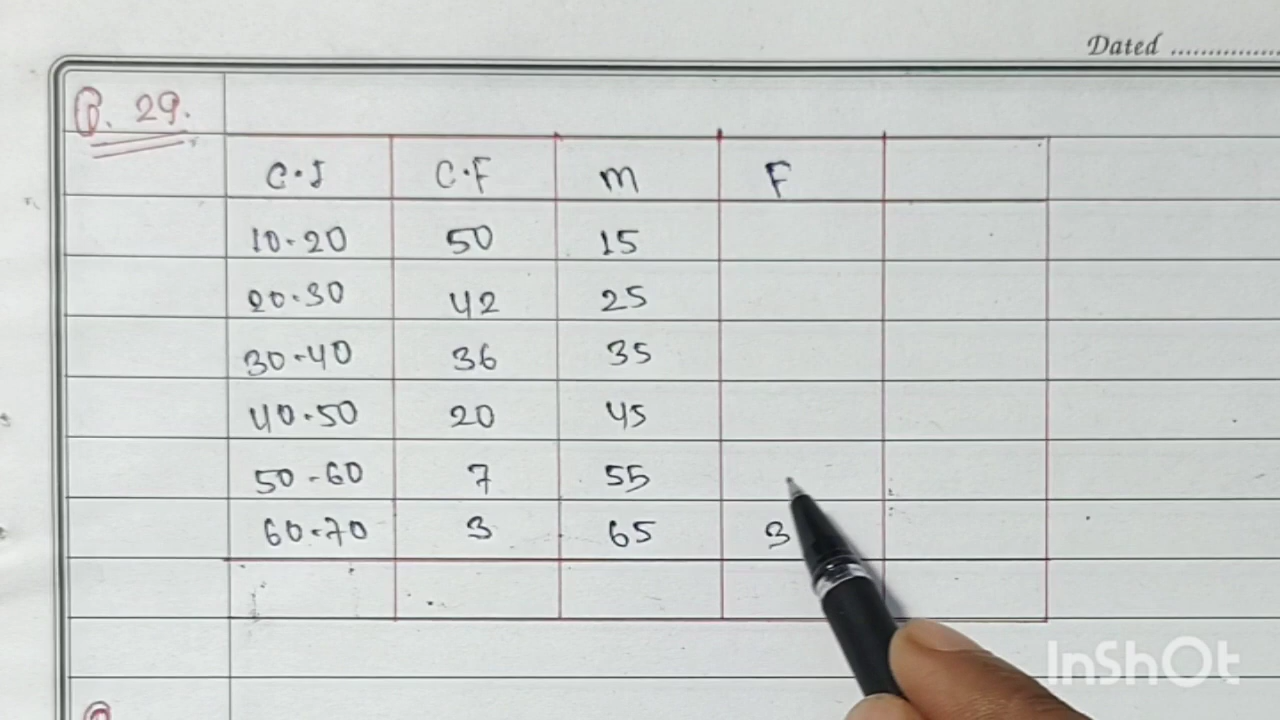 Dated ...............
Q. 29.
C.I C.F m F
10-20 50 15
20-30 42 25
30-40 36 35
40-50 20 45
50-60 7 55
60-70 3 65 3
InShOt